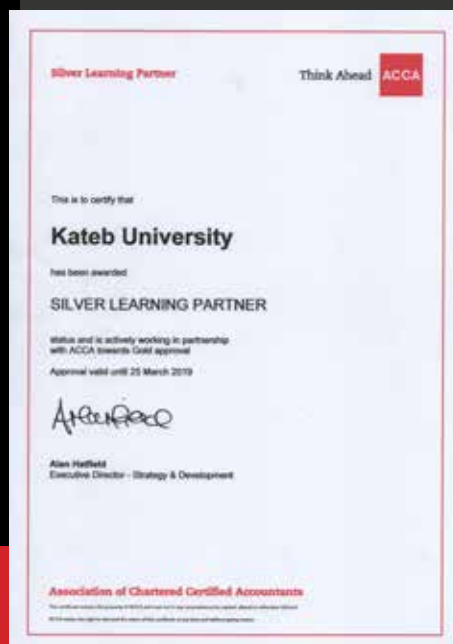 Silver Learning Partner
Think Ahead ACCA
This is to certify that
Kateb University
has been awarded
SILVER LEARNING PARTNER
status and is actively working in partnership
with ACCA towards Gold approval
Approval valid until 25 March 2019
Alan Hatfield
Executive Director - Strategy & Development
Association of Chartered Certified Accountants